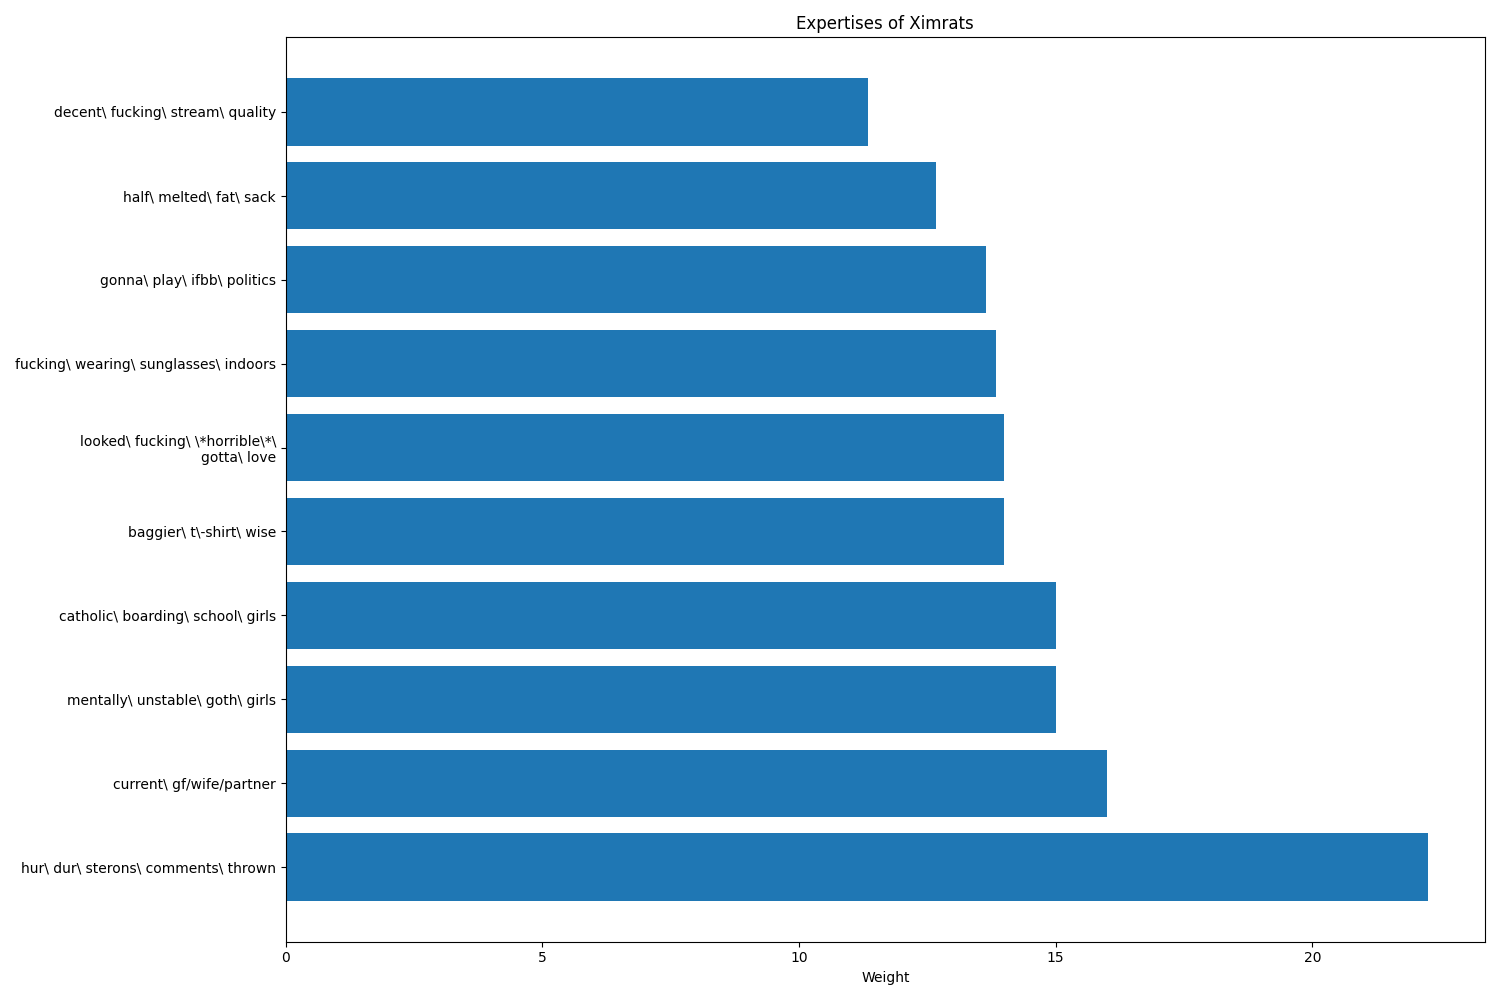 Expertises of Ximrats
decent\ fucking\ stream\ quality
half\ melted\ fat\ sack
gonna\ play\ ifbb\ politics
fucking\ wearing\ sunglasses\ indoors
looked\ fucking\ \*horrible\*\
gotta\ love
baggier\ t\-shirt\ wise
catholic\ boarding\ school\ girls
mentally\ unstable\ goth\ girls
current\ gf/wife/partner
hur\ dur\ sterons\ comments\ thrown
0 5 10 15 20
Weight